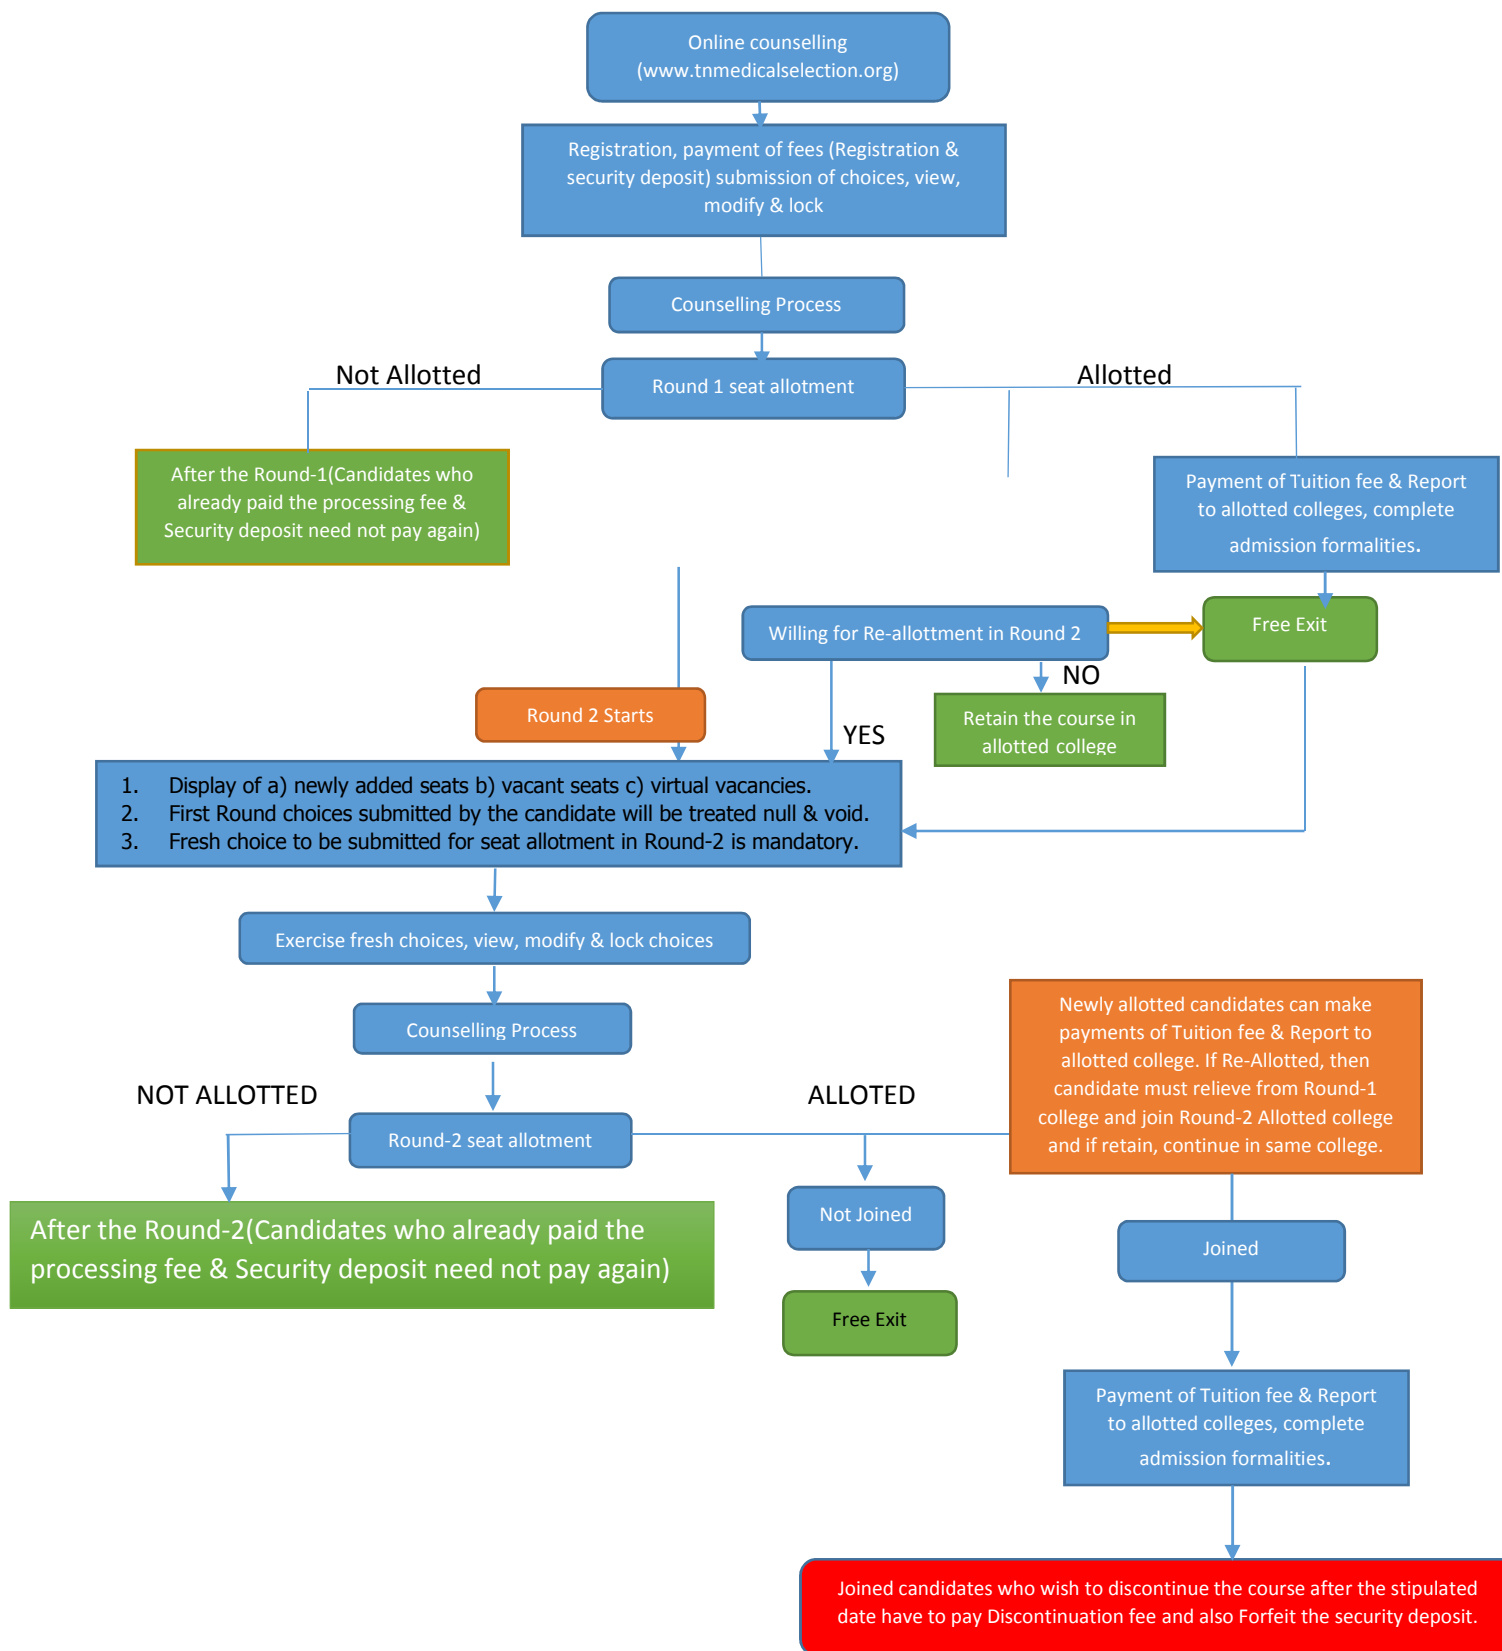 Online counselling
(www.tnmedicalselection.org)
Registration, payment of fees (Registration &
security deposit) submission of choices, view,
modify & lock
Counselling Process
Not Allotted
Allotted
Round 1 seat allotment
After the Round-1(Candidates who
already paid the processing fee &
Security deposit need not pay again)
Payment of Tuition fee & Report
to allotted colleges, complete
admission formalities.
Willing for Re-allottment in Round 2
Free Exit
NO
Round 2 Starts
Retain the course in
allotted college
YES
1. Display of a) newly added seats b) vacant seats c) virtual vacancies.
2. First Round choices submitted by the candidate will be treated null & void.
3. Fresh choice to be submitted for seat allotment in Round-2 is mandatory.
Exercise fresh choices, view, modify & lock choices
Counselling Process
Newly allotted candidates can make
payments of Tuition fee & Report to
allotted college. If Re-Allotted, then
candidate must relieve from Round-1
college and join Round-2 Allotted college
and if retain, continue in same college.
NOT ALLOTTED
ALLOTED
Round-2 seat allotment
After the Round-2(Candidates who already paid the
processing fee & Security deposit need not pay again)
Not Joined
Joined
Free Exit
Payment of Tuition fee & Report
to allotted colleges, complete
admission formalities.
Joined candidates who wish to discontinue the course after the stipulated
date have to pay Discontinuation fee and also Forfeit the security deposit.